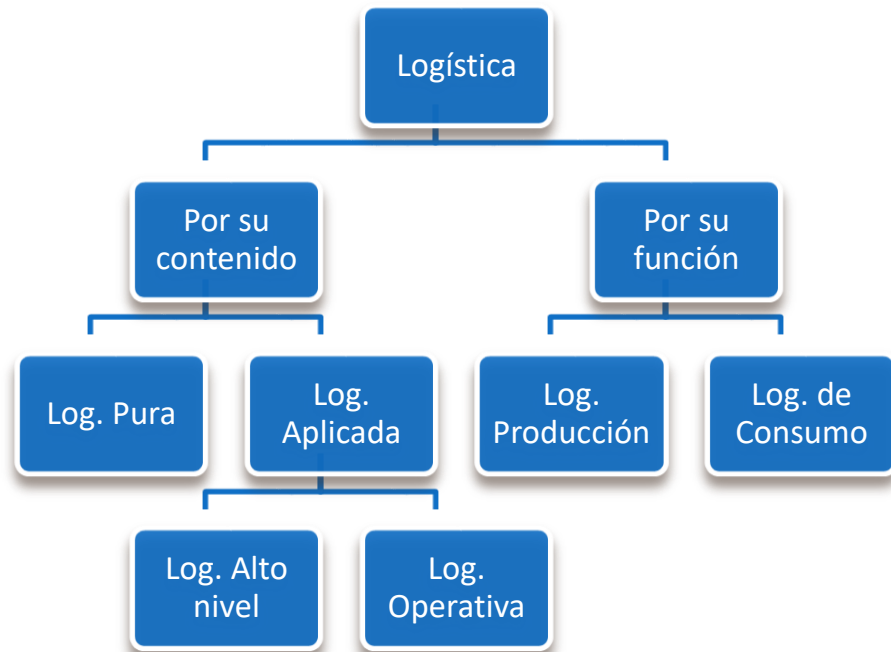 Logística
Por su
contenido
Por su
función
Log. Pura
Log.
Aplicada
Log.
Producción
Log. de
Consumo
Log. Alto
nivel
Log.
Operativa